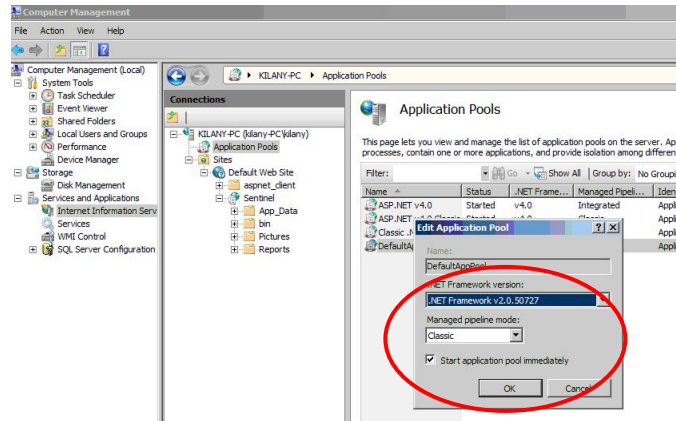 Computer Management
File Action View Help
Computer Management (Local)
System Tools
Task Scheduler
Event Viewer
Shared Folders
Local Users and Groups
Performance
Device Manager
Storage
Disk Management
Services and Applications
Internet Information Serv
Services
WMI Control
SQL Server Configuration
KILANY-PC Application Pools
Connections
KILANY-PC (kilany-PC\kilany)
Application Pools
Sites
Default Web Site
aspnet_client
Sentinel
App_Data
bin
Pictures
Reports
Application Pools
This page lets you view and manage the list of application pools on the server. Ap
processes, contain one or more applications, and provide isolation among differen
Filter: Go Show All Group by: No Groupi
Name Status .NET Frame... Managed Pipeli... Iden
ASP.NET v4.0 Started v4.0 Integrated Appli
ASP.NET v4.0 Classic Started v4.0 Classic Appli
Classic .N Appli
DefaultA Appli
Edit Application Pool
Name:
DefaultAppPool
.NET Framework version:
.NET Framework v2.0.50727
Managed pipeline mode:
Classic
Start application pool immediately
OK Cancel